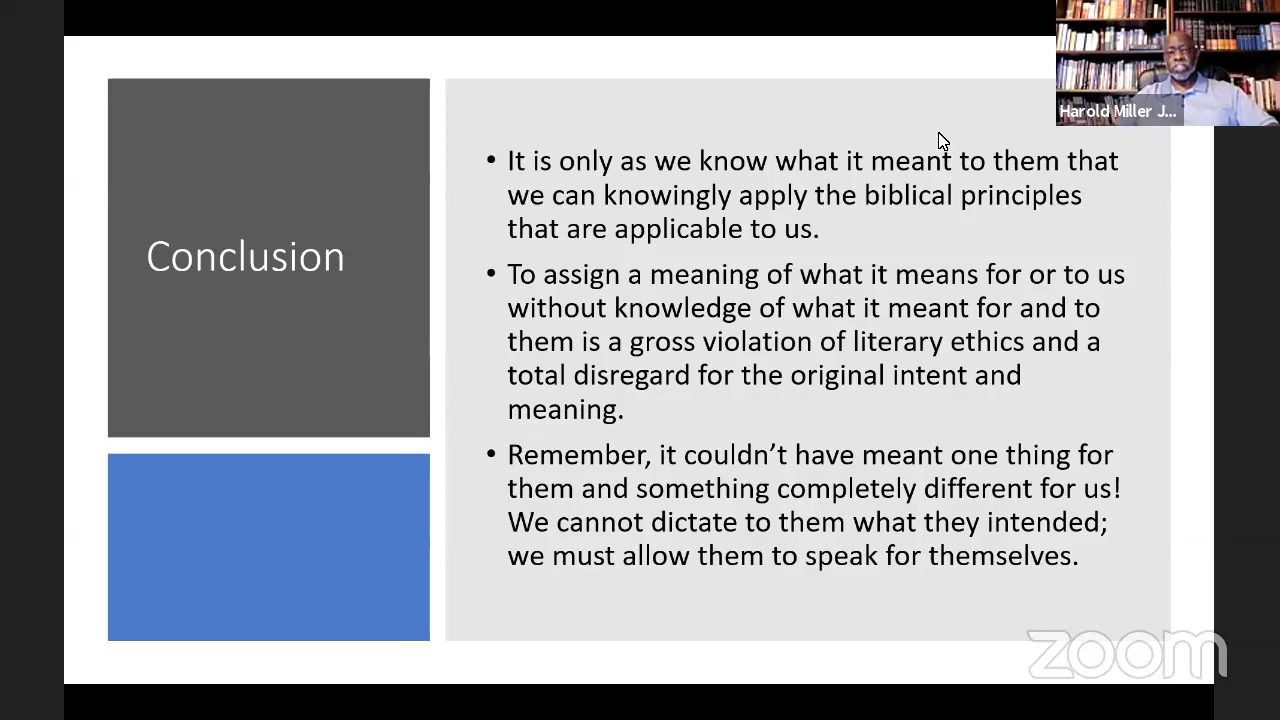 Harold Miller J...
Conclusion
• It is only as we know what it meant to them that
we can knowingly apply the biblical principles
that are applicable to us.
• To assign a meaning of what it means for or to us
without knowledge of what it meant for and to
them is a gross violation of literary ethics and a
total disregard for the original intent and
meaning.
• Remember, it couldn’t have meant one thing for
them and something completely different for us!
We cannot dictate to them what they intended;
we must allow them to speak for themselves.
zoom